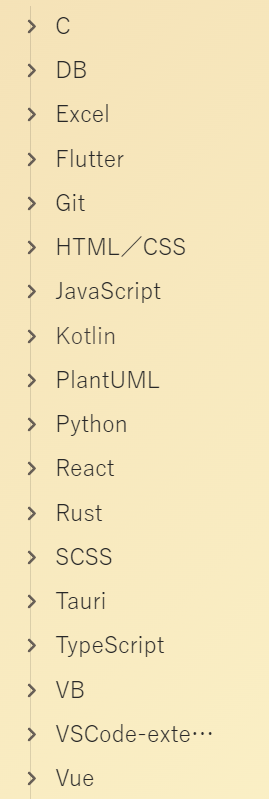 C
DB
Excel
Flutter
Git
HTML／CSS
JavaScript
Kotlin
PlantUML
Python
React
Rust
SCSS
Tauri
TypeScript
VB
VSCode-exte…
Vue